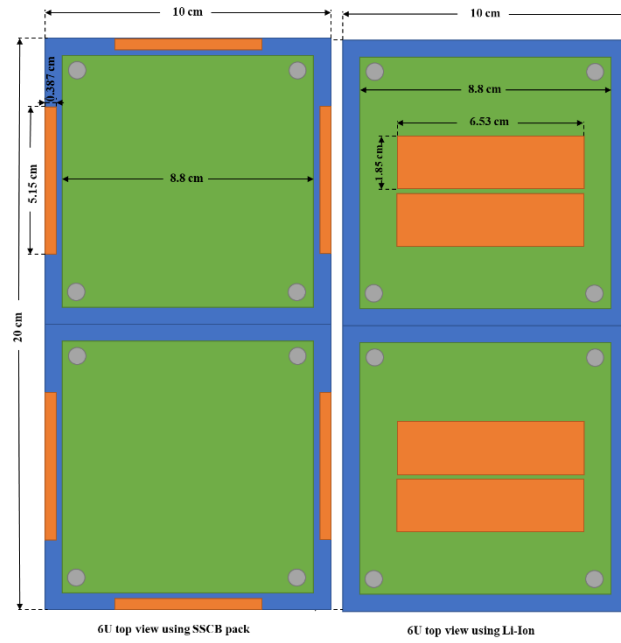 10 cm
10 cm
0.387 cm
8.8 cm
6.53 cm
1.85 cm
5.15 cm
8.8 cm
20 cm
6U top view using SSCB pack
6U top view using Li-Ion